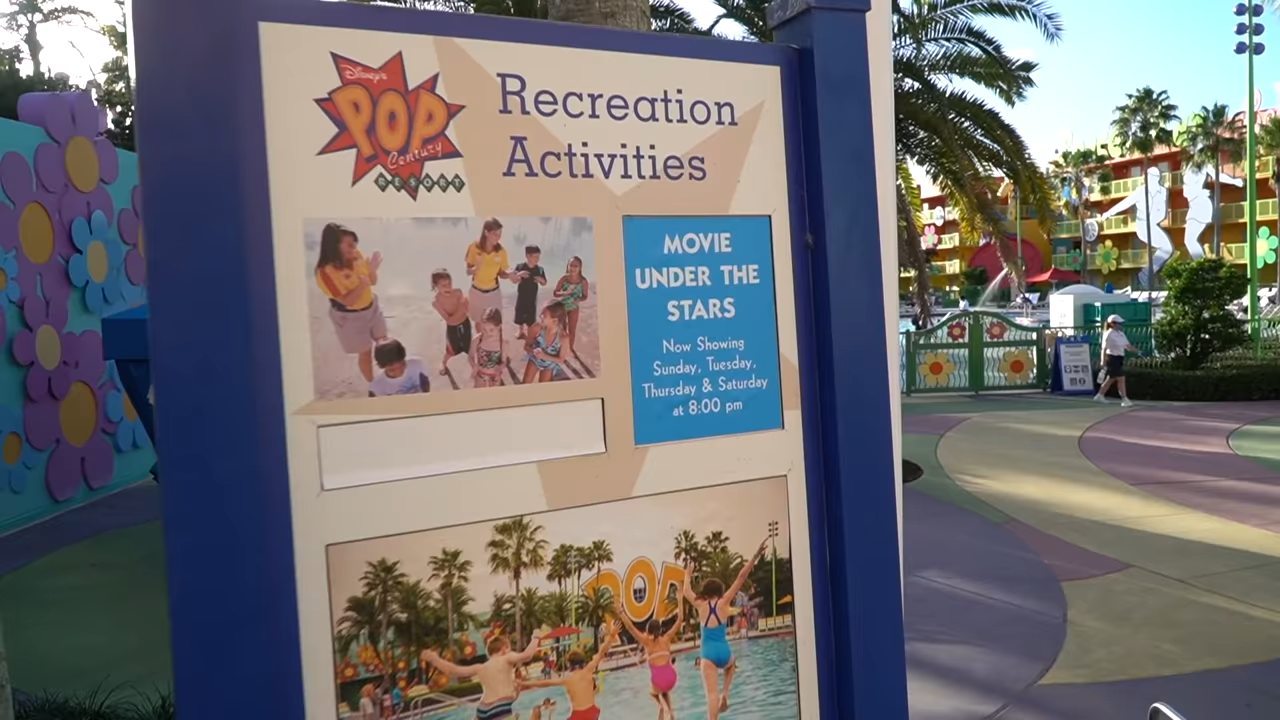 Disney's
POP
Century
RESORT
Recreation
Activities
MOVIE
UNDER THE
STARS
Now Showing
Sunday, Tuesday,
Thursday & Saturday
at 8:00 pm
POP